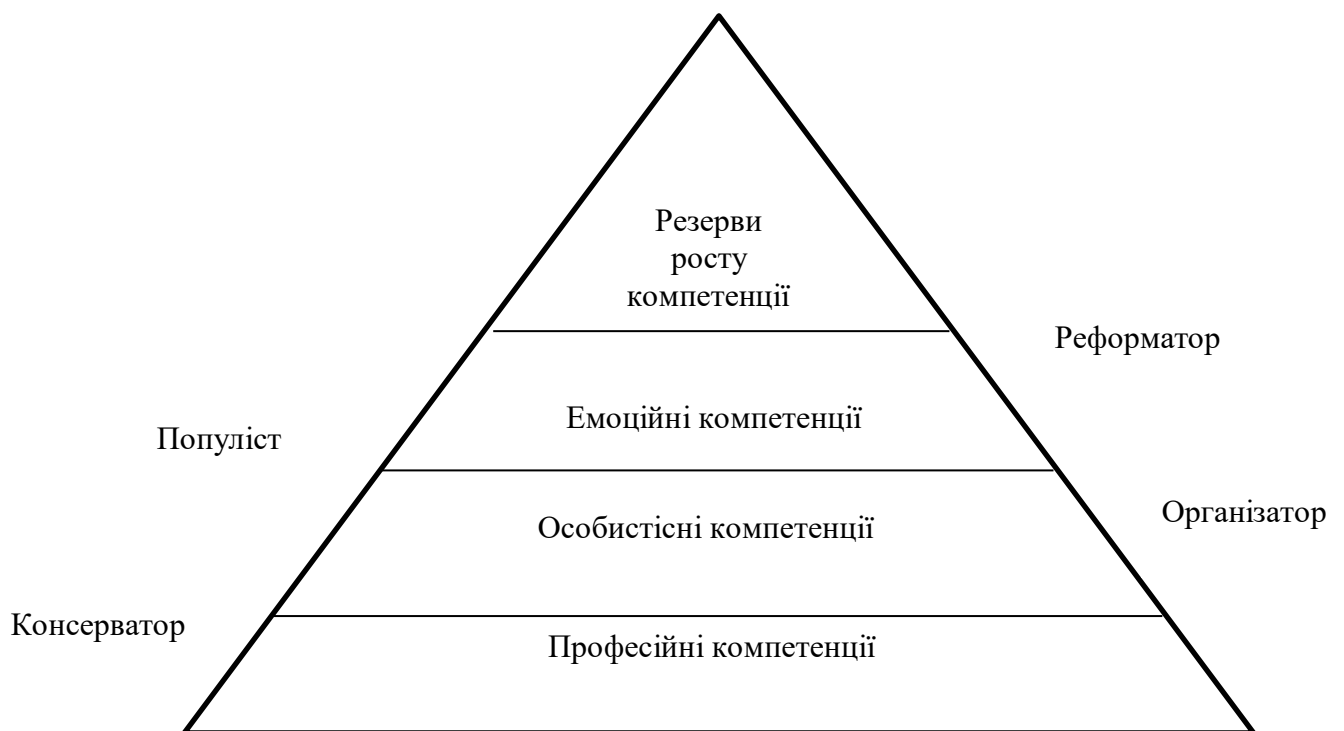 Резерви
росту
компетенції
Реформатор
Емоційні компетенції
Популіст
Організатор
Особистісні компетенції
Консерватор
Професійні компетенції